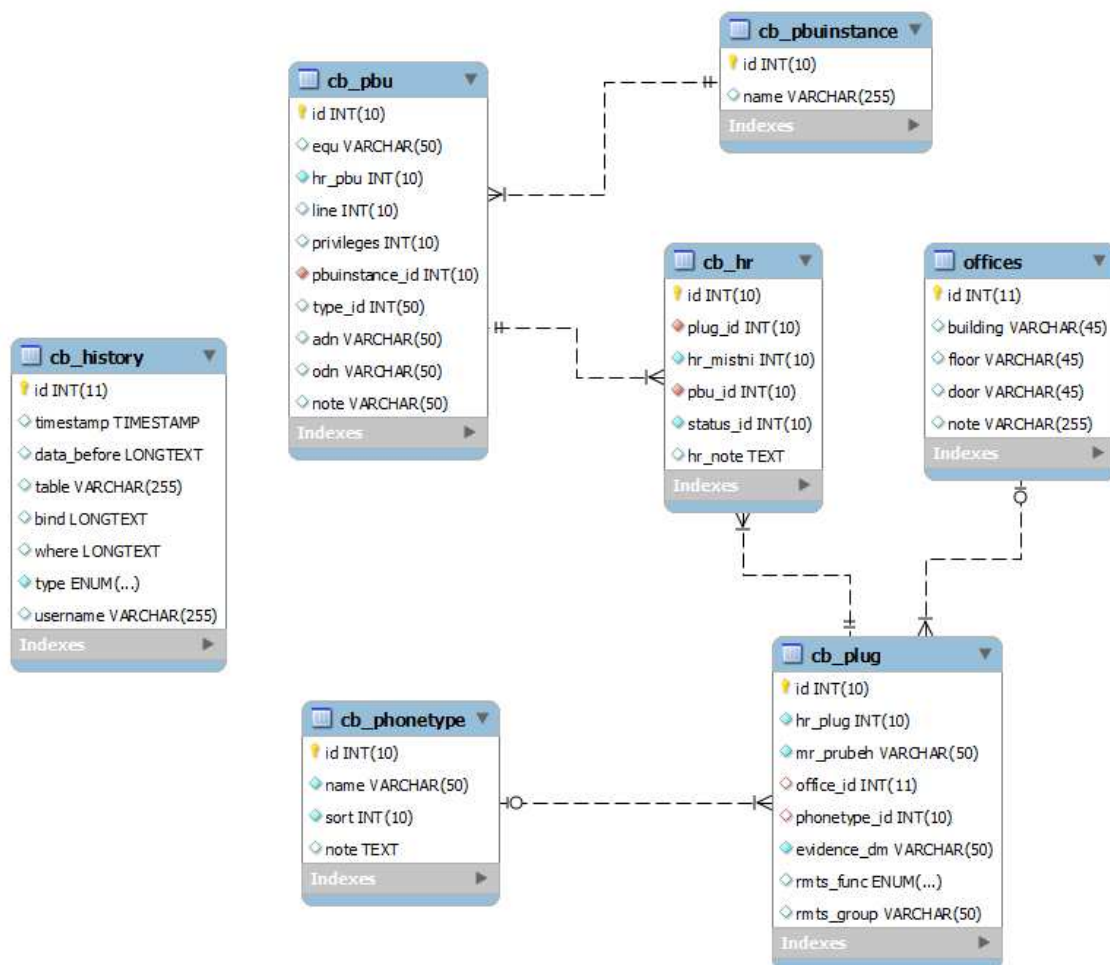 cb_pbuinstance
id INT(10)
name VARCHAR(255)
Indexes
cb_pbu
id INT(10)
equ VARCHAR(50)
hr_pbu INT(10)
line INT(10)
privileges INT(10)
pbuinstance_id INT(10)
type_id INT(50)
adn VARCHAR(50)
odn VARCHAR(50)
note VARCHAR(50)
Indexes
cb_hr
id INT(10)
plug_id INT(10)
hr_mistni INT(10)
pbu_id INT(10)
status_id INT(10)
hr_note TEXT
Indexes
offices
id INT(11)
building VARCHAR(45)
floor VARCHAR(45)
door VARCHAR(45)
note VARCHAR(255)
Indexes
cb_history
id INT(11)
timestamp TIMESTAMP
data_before LONGTEXT
table VARCHAR(255)
bind LONGTEXT
where LONGTEXT
type ENUM(...)
username VARCHAR(255)
Indexes
cb_phonetype
id INT(10)
name VARCHAR(50)
sort INT(10)
note TEXT
Indexes
cb_plug
id INT(10)
hr_plug INT(10)
mr_prubeh VARCHAR(50)
office_id INT(11)
phonetype_id INT(10)
evidence_dm VARCHAR(50)
rmts_func ENUM(...)
rmts_group VARCHAR(50)
Indexes